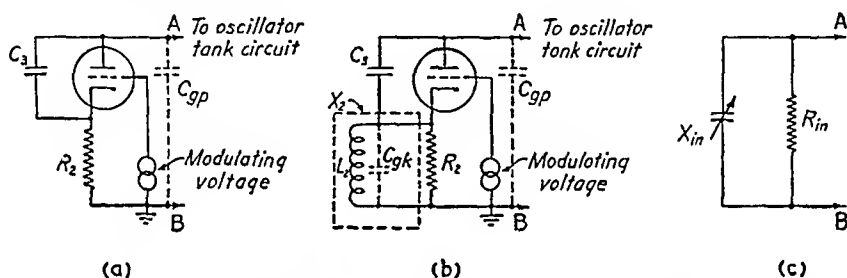 A
To oscillator
tank circuit
C3
Cgp
R2
Modulating
voltage
B
(a)
A
To oscillator
tank circuit
C3
Cgp
X2
L2
Cgk
R2
Modulating
voltage
B
(b)
A
Xin
Rin
B
(c)